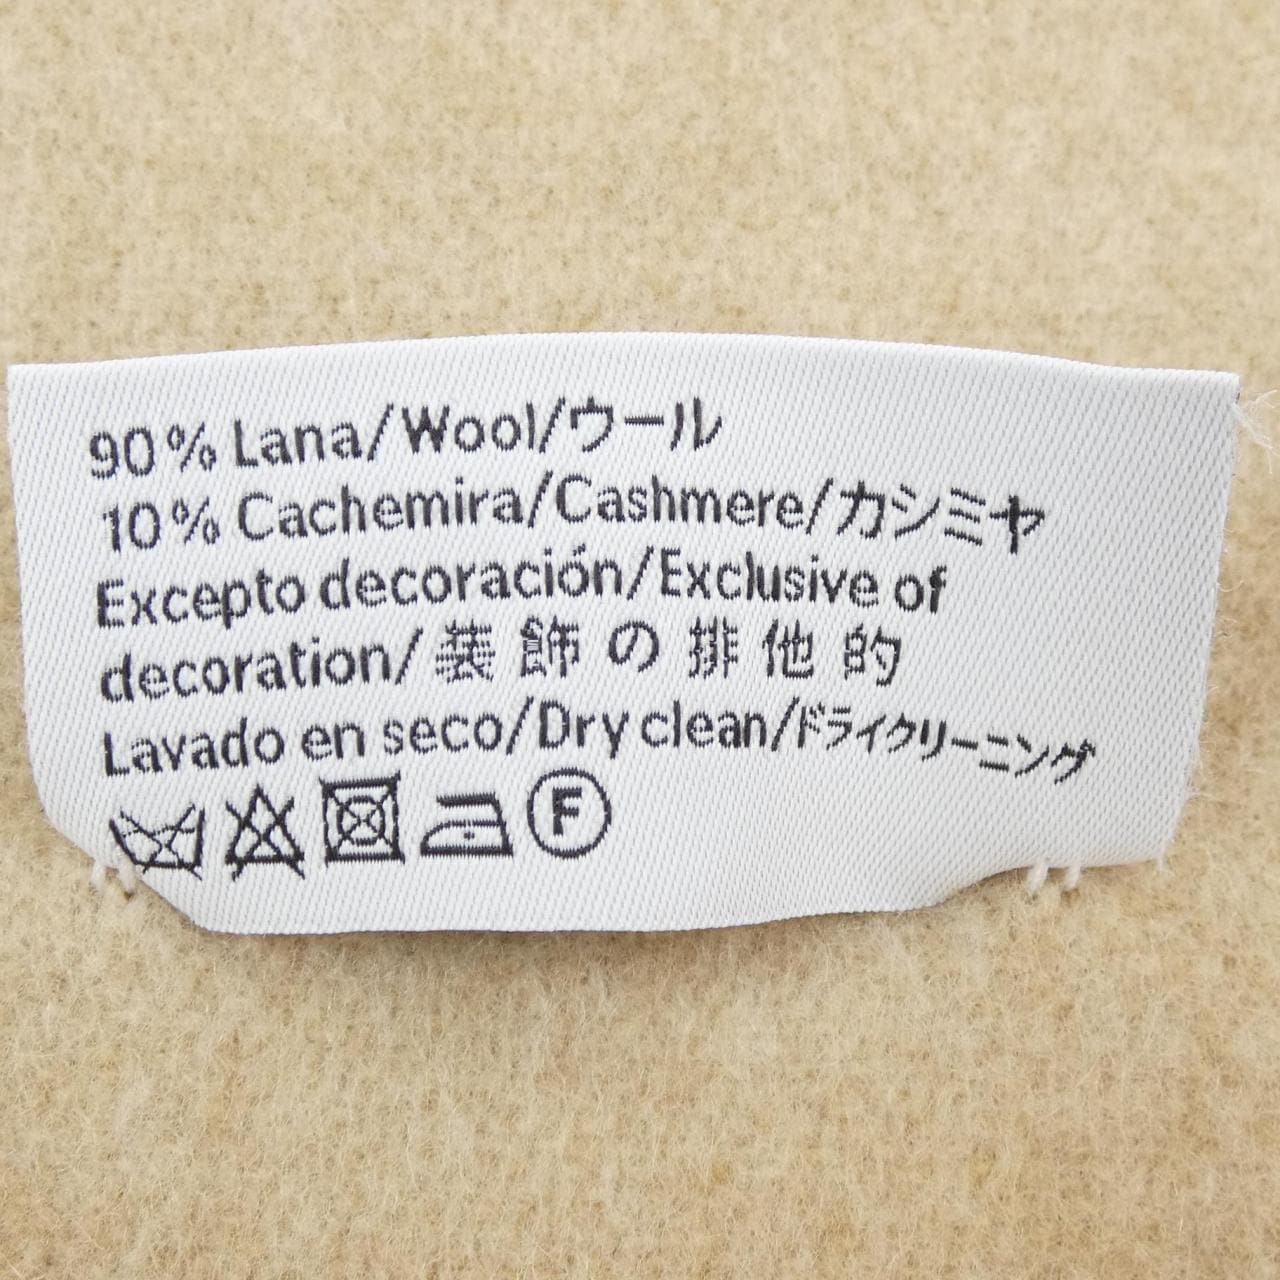 90% Lana/Wool/ウール
10% Cachemira/Cashmere/カシミヤ
Excepto decoración/Exclusive of
decoration/装飾の排他的
Lavado en seco/Dry clean/ドライクリーニング
F